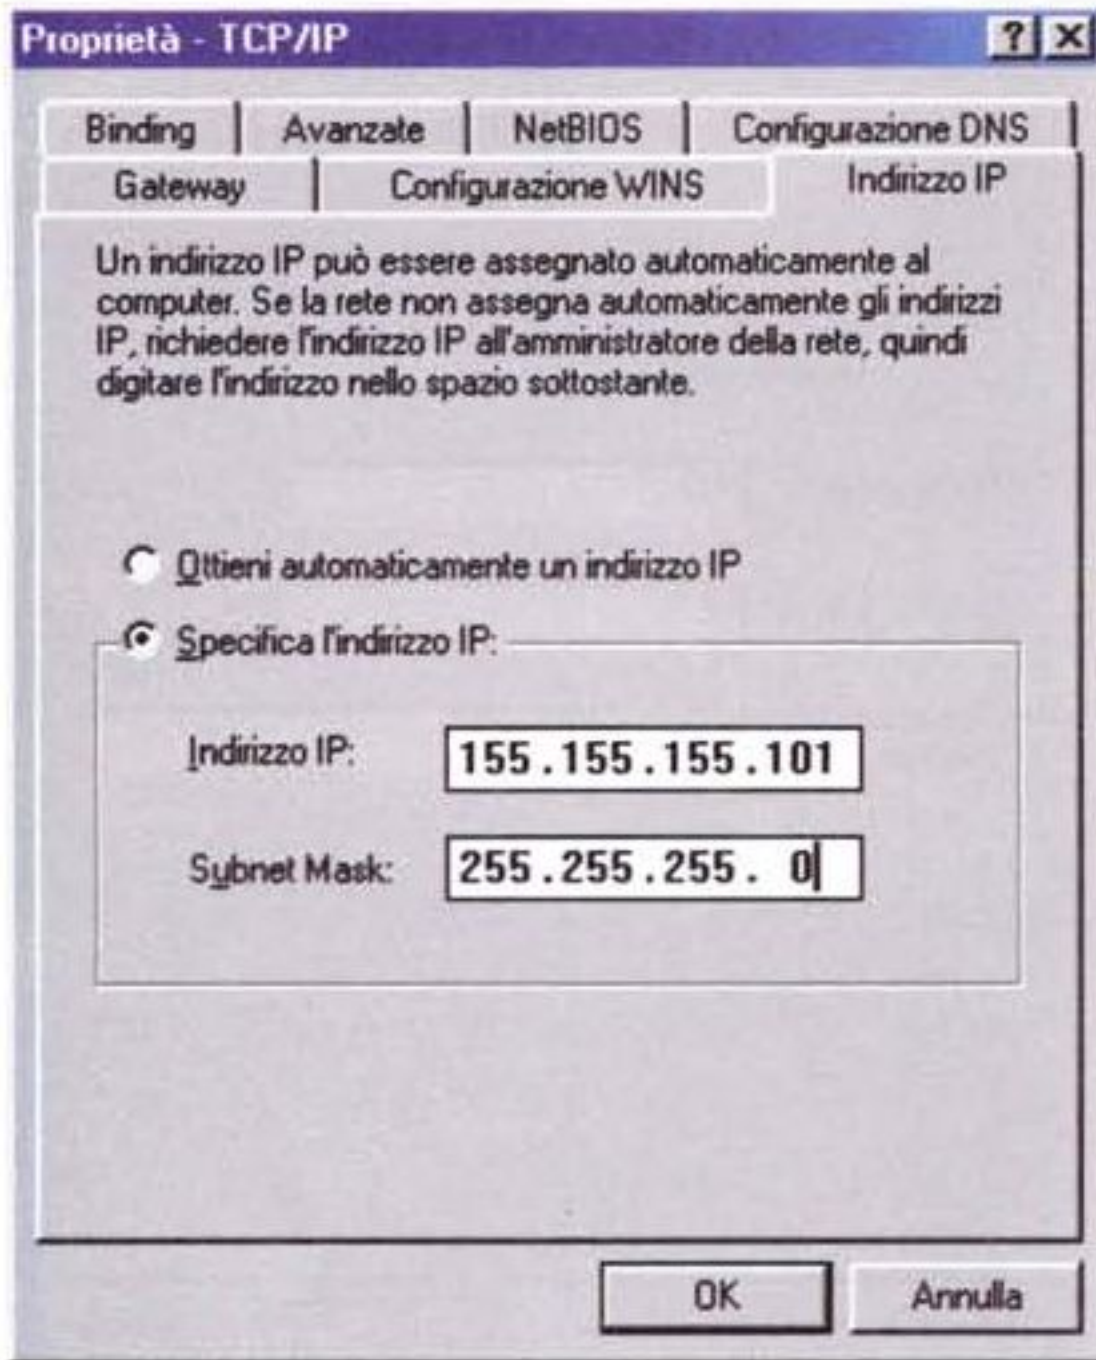 Proprietà - TCP/IP
Binding Avanzate NetBIOS Configurazione DNS
Gateway Configurazione WINS Indirizzo IP
Un indirizzo IP può essere assegnato automaticamente al
computer. Se la rete non assegna automaticamente gli indirizzi
IP, richiedere l'indirizzo IP all'amministratore della rete, quindi
digitare l'indirizzo nello spazio sottostante.
Ottieni automaticamente un indirizzo IP
Specifica l'indirizzo IP:
Indirizzo IP: 155.155.155.101
Subnet Mask: 255.255.255. 0
OK Annulla